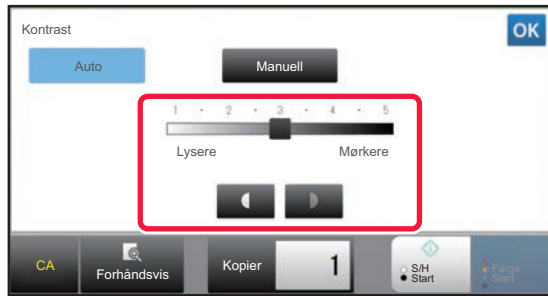 Kontrast
OK
Auto
Manuell
1 · 2 · 3 · 4 · 5
Lysere
Mørkere
CA
Forhåndsvis
Kopier
1
S/H
Start
Farge
Start